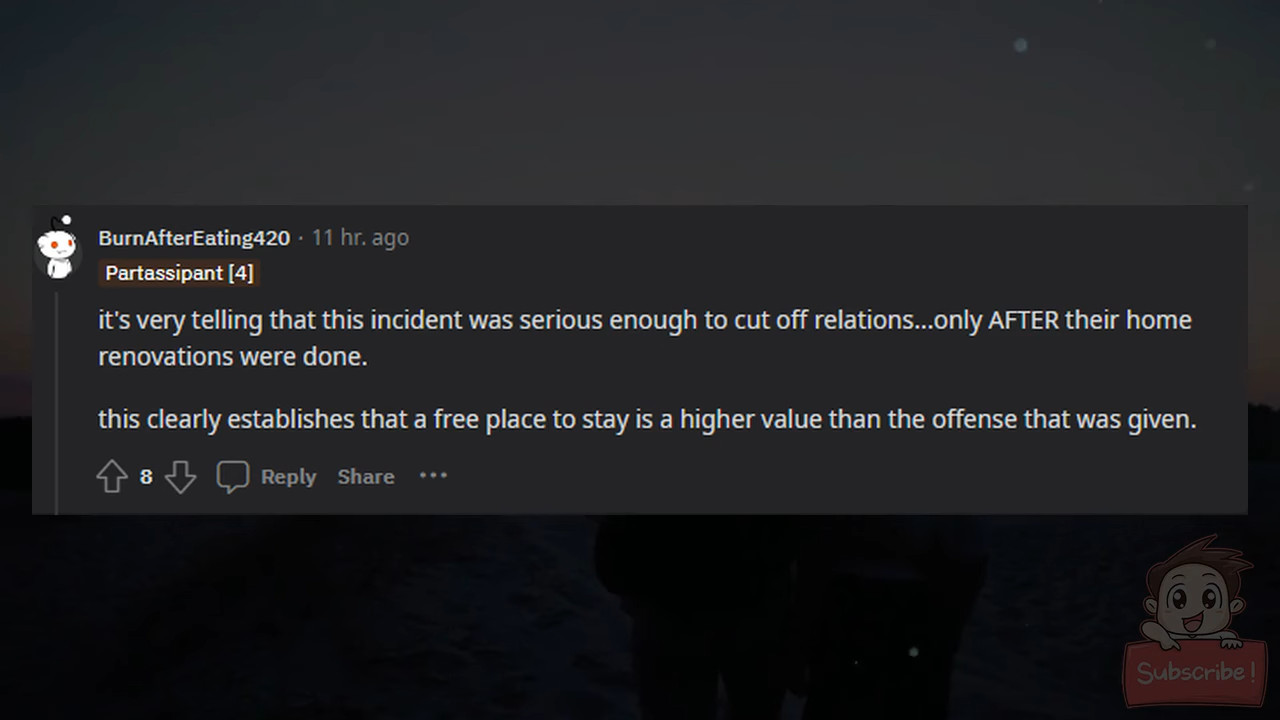 BurnAfterEating420 · 11 hr. ago
Partassipant [4]
it's very telling that this incident was serious enough to cut off relations...only AFTER their home
renovations were done.
this clearly establishes that a free place to stay is a higher value than the offense that was given.
8 Reply Share ···
Subscribe!